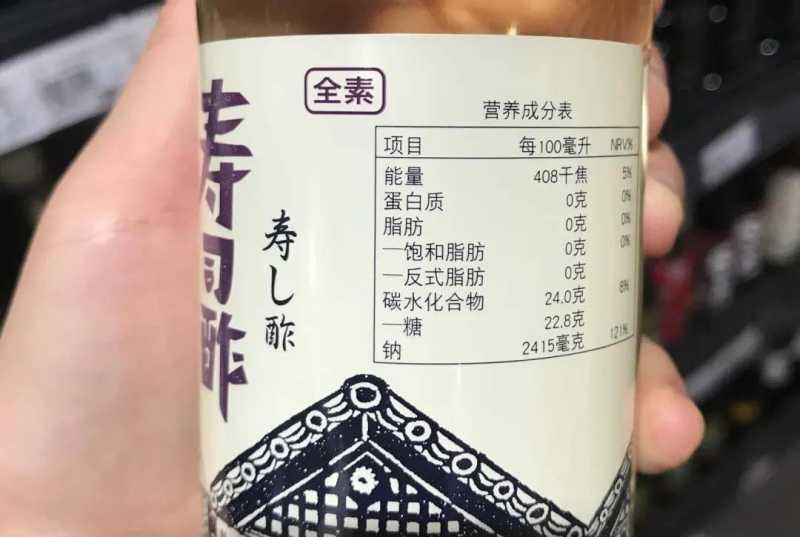 寿司酢
寿し酢
全素
营养成分表
项目 每100毫升 NRV%
能量 408千焦 5%
蛋白质 0克 0%
脂肪 0克 0%
—饱和脂肪 0克 0%
—反式脂肪 0克
碳水化合物 24.0克 8%
—糖 22.8克
钠 2415毫克 121%